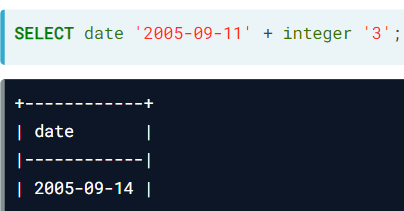 SELECT date '2005-09-11' + integer '3';
+------------+
| date       |
|------------|
| 2005-09-14 |